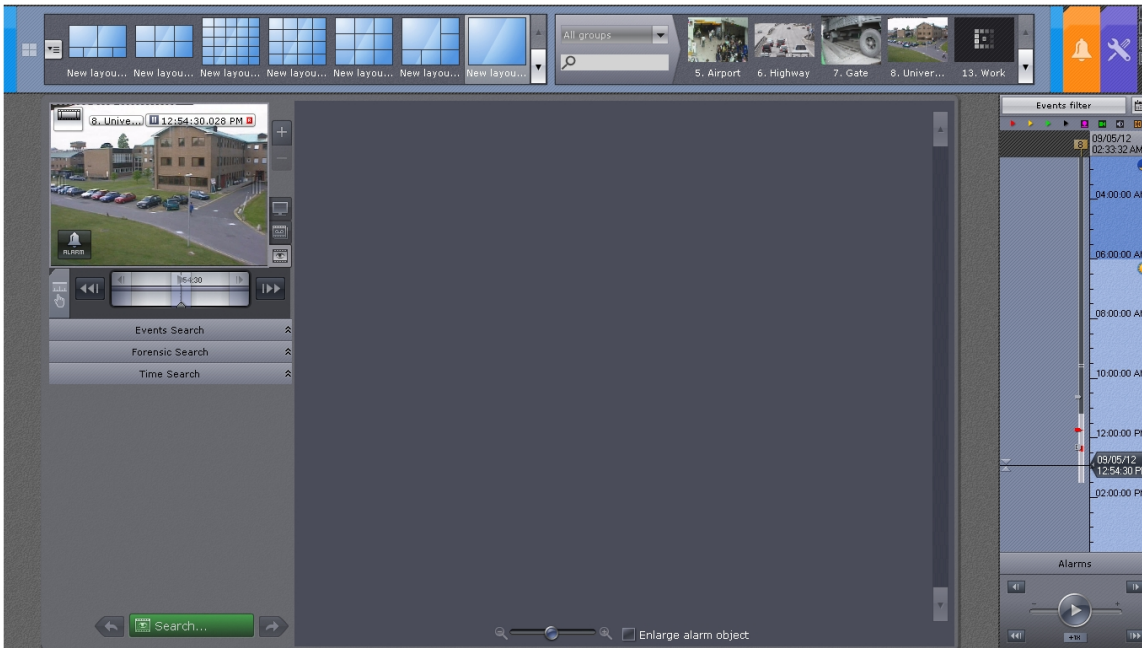 New layou...
New layou...
New layou...
New layou...
New layou...
New layou...
New layou...
All groups
5. Airport
6. Highway
7. Gate
8. Univer...
13. Work
8. Unive...
12:54:30.028 PM
ALARM
54:30
Events Search
Forensic Search
Time Search
Search...
Enlarge alarm object
Events filter
8
09/05/12
02:33:32 AM
04:00:00 AM
06:00:00 AM
08:00:00 AM
10:00:00 AM
12:00:00 P
09/05/12
12:54:30 P
02:00:00 P
Alarms
- +
+1X